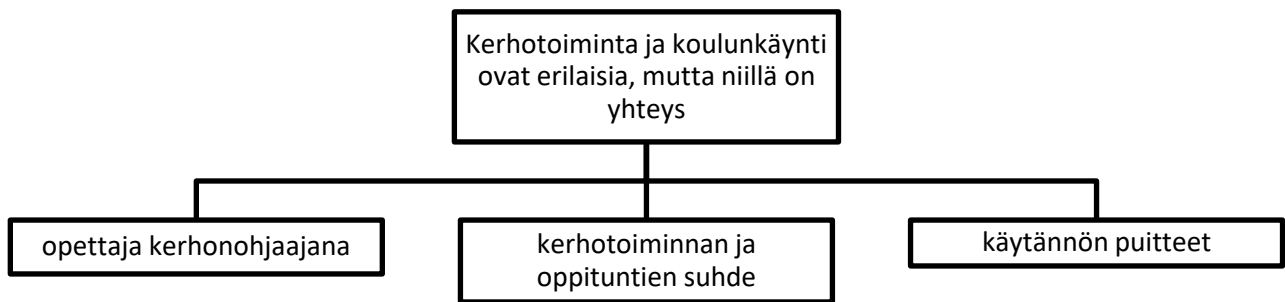 Kerhotoiminta ja koulunkäynti
ovat erilaisia, mutta niillä on
yhteys
opettaja kerhonohjaajana
kerhotoiminnan ja
oppituntien suhde
käytännön puitteet